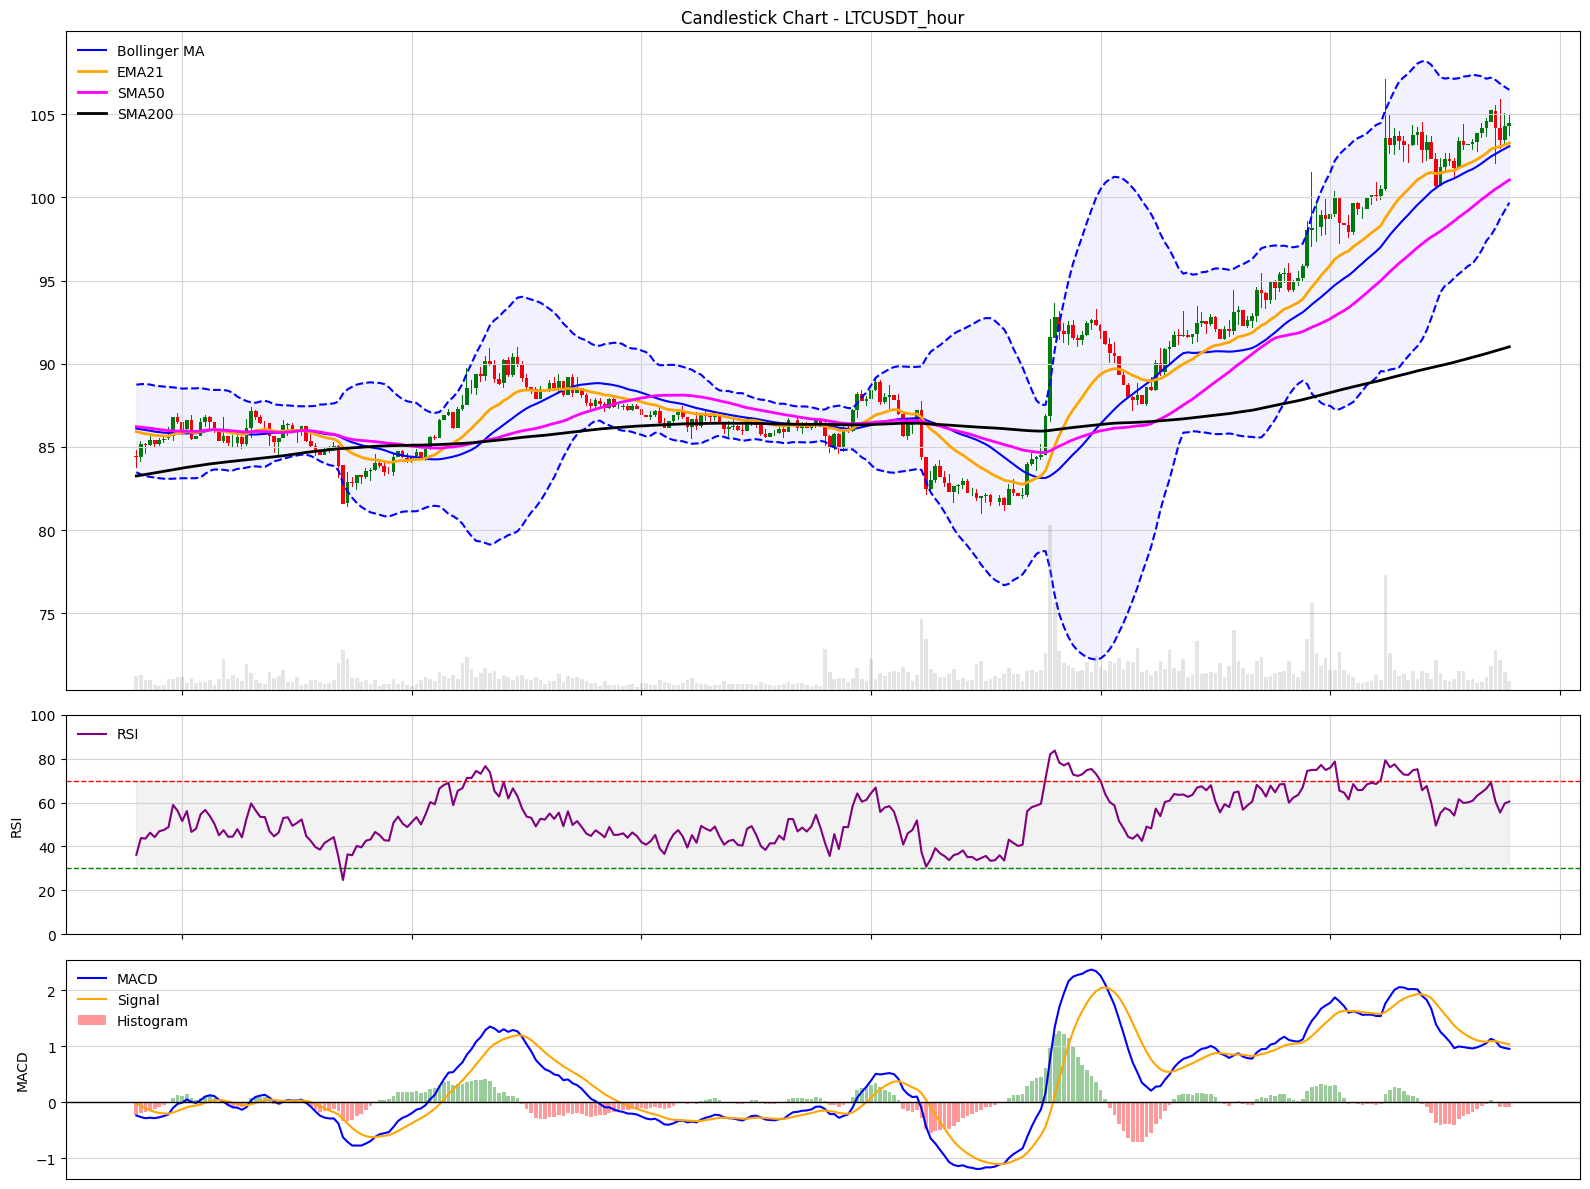 Candlestick Chart - LTCUSDT_hour
Bollinger MA
EMA21
SMA50
SMA200
105
100
95
90
85
80
75
RSI
100
80
60
40
20
0
RSI
MACD
Signal
Histogram
2
1
0
−1
MACD